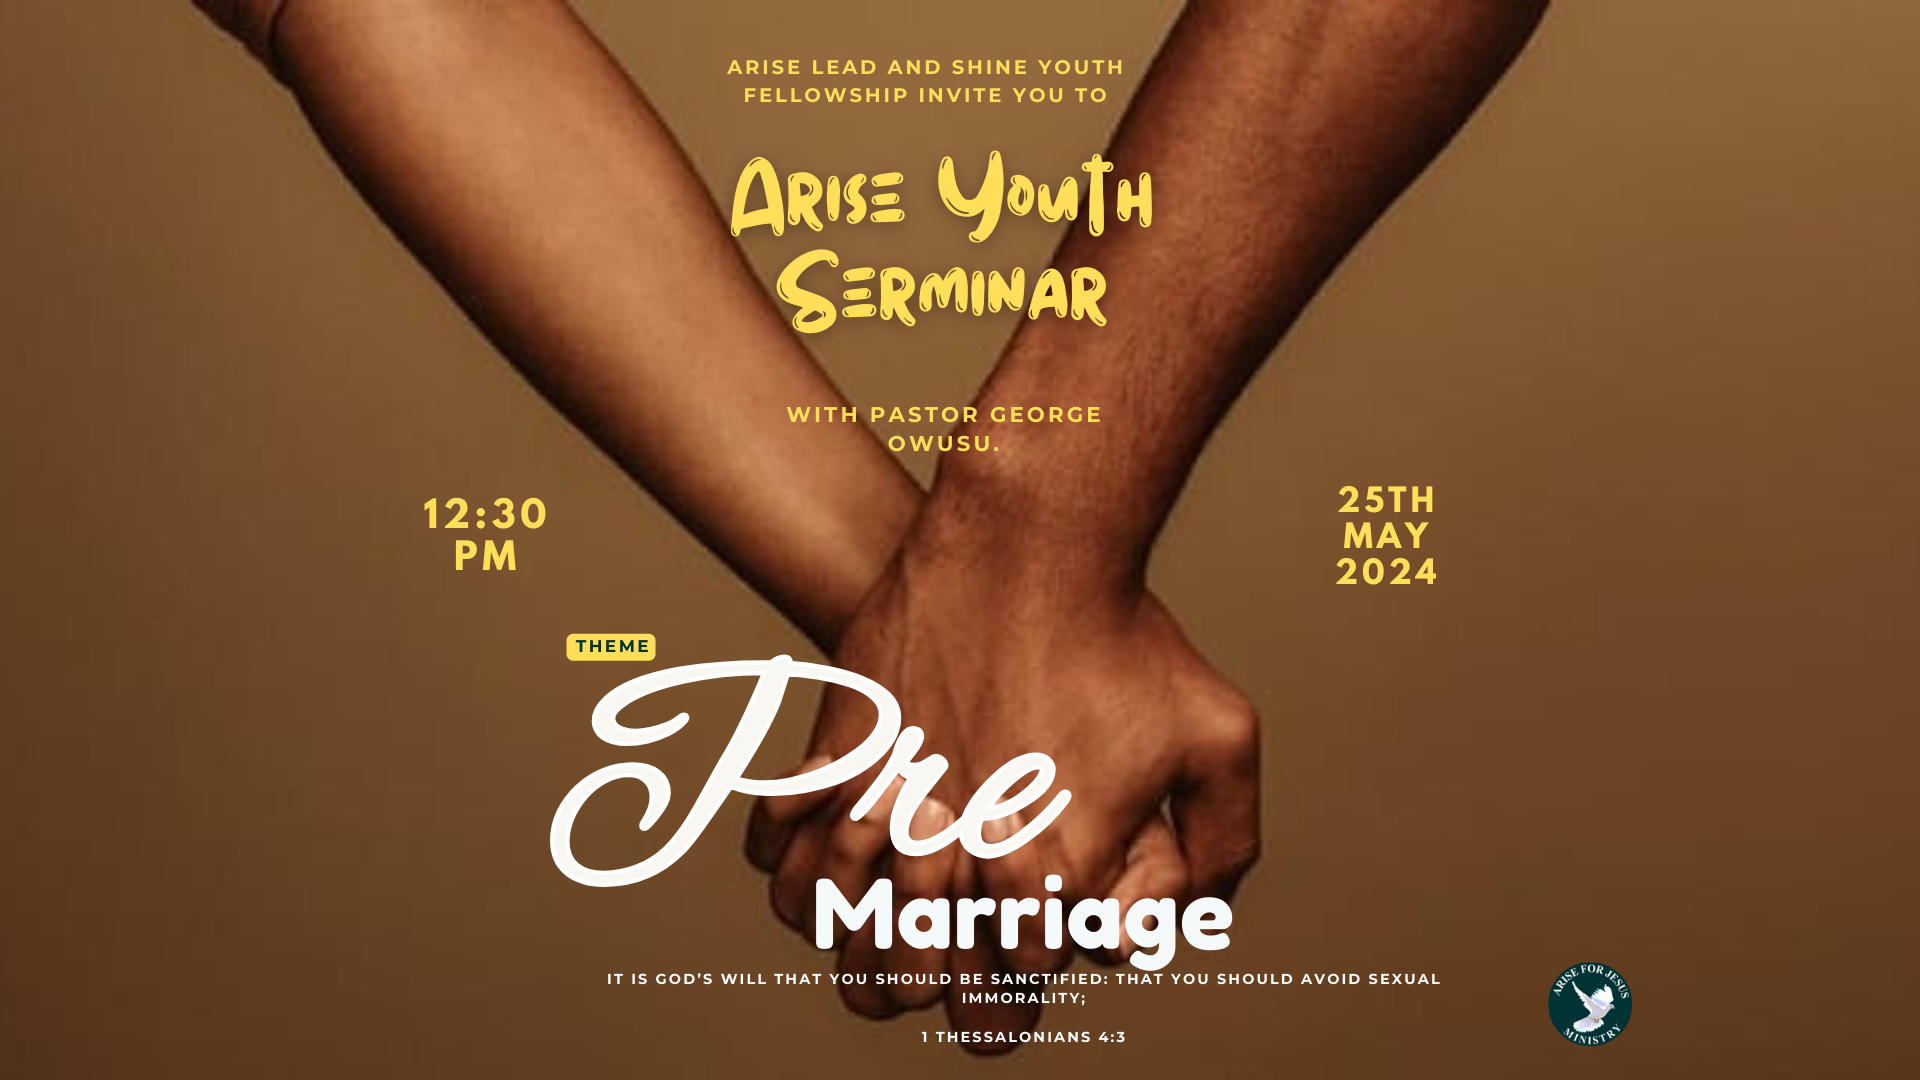 ARISE LEAD AND SHINE YOUTH
FELLOWSHIP INVITE YOU TO
ARISE YOUTH
SERMINAR
WITH PASTOR GEORGE
OWUSU.
12:30
PM
25TH
MAY
2024
THEME
Pre
Marriage
IT IS GOD’S WILL THAT YOU SHOULD BE SANCTIFIED: THAT YOU SHOULD AVOID SEXUAL
IMMORALITY;
1 THESSALONIANS 4:3
ARISE FOR JESUS
MINISTRY